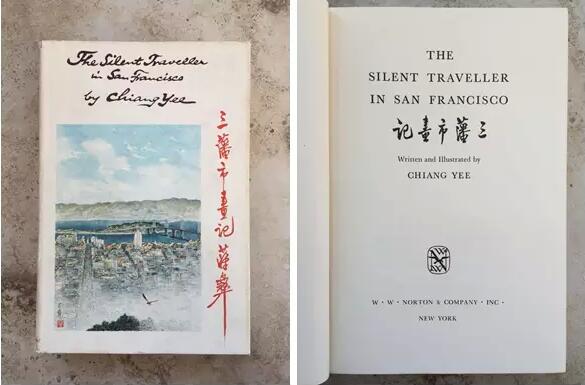 The Silent Traveller
in San Francisco
by Chiang Yee
三藩市畫記 蔣彝
THE
SILENT TRAVELLER
IN SAN FRANCISCO
記畫市藩三
Written and Illustrated by
CHIANG YEE
W · W · NORTON & COMPANY · INC ·
NEW YORK